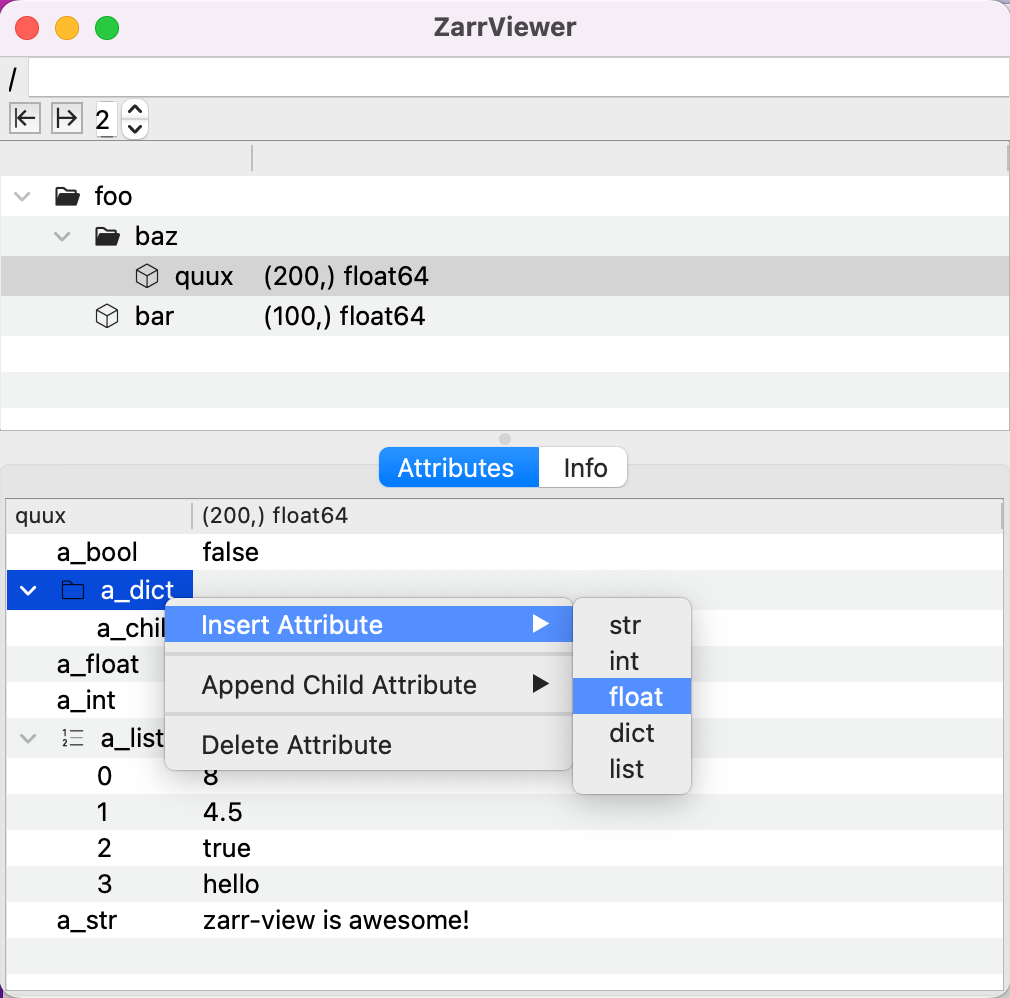 ZarrViewer
/
2
foo
baz
quux (200,) float64
bar (100,) float64
Attributes Info
quux (200,) float64
a_bool false
a_dict
Insert Attribute str
a_chil
int
a_float
Append Child Attribute float
a_int
dict
a_list Delete Attribute
list
0 8
1 4.5
2 true
3 hello
a_str zarr-view is awesome!